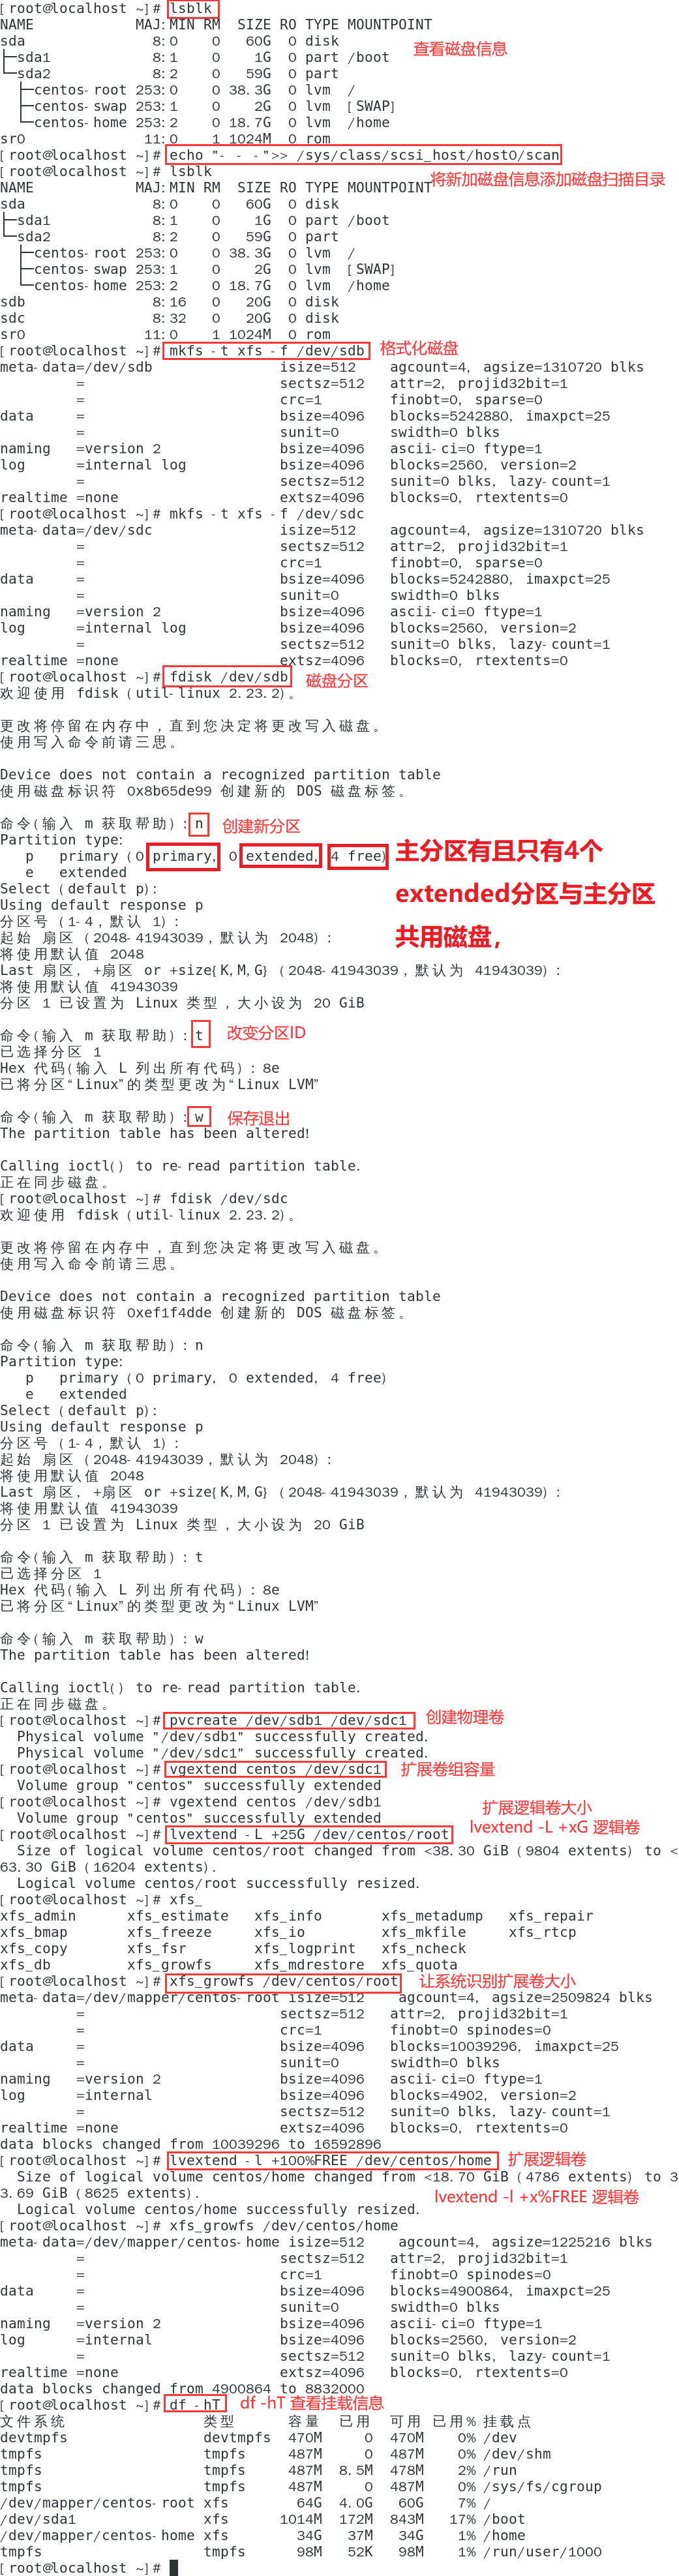 [root@localhost ~]# lsblk
NAME            MAJ:MIN RM  SIZE RO TYPE MOUNTPOINT
sda               8:0    0   60G  0 disk
查看磁盘信息
├─sda1            8:1    0    1G  0 part /boot
└─sda2            8:2    0   59G  0 part
  ├─centos-root 253:0    0 38.3G  0 lvm  /
  ├─centos-swap 253:1    0    2G  0 lvm  [SWAP]
  └─centos-home 253:2    0 18.7G  0 lvm  /home
sr0              11:0    1 1024M  0 rom
[root@localhost ~]# echo "- - -">> /sys/class/scsi_host/host0/scan
[root@localhost ~]# lsblk
将新加磁盘信息添加磁盘扫描目录
NAME            MAJ:MIN RM  SIZE RO TYPE MOUNTPOINT
sda               8:0    0   60G  0 disk
├─sda1            8:1    0    1G  0 part /boot
└─sda2            8:2    0   59G  0 part
  ├─centos-root 253:0    0 38.3G  0 lvm  /
  ├─centos-swap 253:1    0    2G  0 lvm  [SWAP]
  └─centos-home 253:2    0 18.7G  0 lvm  /home
sdb               8:16   0   20G  0 disk
sdc               8:32   0   20G  0 disk
sr0              11:0    1 1024M  0 rom
[root@localhost ~]# mkfs -t xfs -f /dev/sdb 格式化磁盘
meta-data=/dev/sdb               isize=512    agcount=4, agsize=1310720 blks
         =                       sectsz=512   attr=2, projid32bit=1
         =                       crc=1        finobt=0, sparse=0
data     =                       bsize=4096   blocks=5242880, imaxpct=25
         =                       sunit=0      swidth=0 blks
naming   =version 2              bsize=4096   ascii-ci=0 ftype=1
log      =internal log           bsize=4096   blocks=2560, version=2
         =                       sectsz=512   sunit=0 blks, lazy-count=1
realtime =none                   extsz=4096   blocks=0, rtextents=0
[root@localhost ~]# mkfs -t xfs -f /dev/sdc
meta-data=/dev/sdc               isize=512    agcount=4, agsize=1310720 blks
         =                       sectsz=512   attr=2, projid32bit=1
         =                       crc=1        finobt=0, sparse=0
data     =                       bsize=4096   blocks=5242880, imaxpct=25
         =                       sunit=0      swidth=0 blks
naming   =version 2              bsize=4096   ascii-ci=0 ftype=1
log      =internal log           bsize=4096   blocks=2560, version=2
         =                       sectsz=512   sunit=0 blks, lazy-count=1
realtime =none                   extsz=4096   blocks=0, rtextents=0
[root@localhost ~]# fdisk /dev/sdb 磁盘分区
欢迎使用 fdisk (util-linux 2.23.2)。
更改将停留在内存中，直到您决定将更改写入磁盘。
使用写入命令前请三思。
Device does not contain a recognized partition table
使用磁盘标识符 0x8b65de99 创建新的 DOS 磁盘标签。
命令(输入 m 获取帮助)：n 创建新分区
Partition type:
   p   primary (0 primary, 0 extended, 4 free) 主分区有且只有4个
   e   extended
Select (default p): extended分区与主分区
Using default response p
分区号 (1-4，默认 1)：
起始 扇区 (2048-41943039，默认为 2048)： 共用磁盘，
将使用默认值 2048
Last 扇区, +扇区 or +size{K,M,G} (2048-41943039，默认为 41943039)：
将使用默认值 41943039
分区 1 已设置为 Linux 类型，大小设为 20 GiB
命令(输入 m 获取帮助)：t 改变分区ID
已选择分区 1
Hex 代码(输入 L 列出所有代码)：8e
已将分区“Linux”的类型更改为“Linux LVM”
命令(输入 m 获取帮助)：w 保存退出
The partition table has been altered!
Calling ioctl() to re-read partition table.
正在同步磁盘。
[root@localhost ~]# fdisk /dev/sdc
欢迎使用 fdisk (util-linux 2.23.2)。
更改将停留在内存中，直到您决定将更改写入磁盘。
使用写入命令前请三思。
Device does not contain a recognized partition table
使用磁盘标识符 0xef1f4dde 创建新的 DOS 磁盘标签。
命令(输入 m 获取帮助)：n
Partition type:
   p   primary (0 primary, 0 extended, 4 free)
   e   extended
Select (default p):
Using default response p
分区号 (1-4，默认 1)：
起始 扇区 (2048-41943039，默认为 2048)：
将使用默认值 2048
Last 扇区, +扇区 or +size{K,M,G} (2048-41943039，默认为 41943039)：
将使用默认值 41943039
分区 1 已设置为 Linux 类型，大小设为 20 GiB
命令(输入 m 获取帮助)：t
已选择分区 1
Hex 代码(输入 L 列出所有代码)：8e
已将分区“Linux”的类型更改为“Linux LVM”
命令(输入 m 获取帮助)：w
The partition table has been altered!
Calling ioctl() to re-read partition table.
正在同步磁盘。
[root@localhost ~]# pvcreate /dev/sdb1 /dev/sdc1 创建物理卷
  Physical volume "/dev/sdb1" successfully created.
  Physical volume "/dev/sdc1" successfully created.
[root@localhost ~]# vgextend centos /dev/sdc1 扩展卷组容量
  Volume group "centos" successfully extended
[root@localhost ~]# vgextend centos /dev/sdb1 扩展逻辑卷大小
  Volume group "centos" successfully extended
lvextend -L +xG 逻辑卷
[root@localhost ~]# lvextend -L +25G /dev/centos/root
  Size of logical volume centos/root changed from <38.30 GiB (9804 extents) to <
63.30 GiB (16204 extents).
  Logical volume centos/root successfully resized.
[root@localhost ~]# xfs_
xfs_admin      xfs_estimate   xfs_info       xfs_metadump   xfs_repair
xfs_bmap       xfs_freeze     xfs_io         xfs_mkfile     xfs_rtcp
xfs_copy       xfs_fsr        xfs_logprint   xfs_ncheck
xfs_db         xfs_growfs     xfs_mdrestore  xfs_quota
[root@localhost ~]# xfs_growfs /dev/centos/root 让系统识别扩展卷大小
meta-data=/dev/mapper/centos-root isize=512    agcount=4, agsize=2509824 blks
         =                       sectsz=512   attr=2, projid32bit=1
         =                       crc=1        finobt=0 spinodes=0
data     =                       bsize=4096   blocks=10039296, imaxpct=25
         =                       sunit=0      swidth=0 blks
naming   =version 2              bsize=4096   ascii-ci=0 ftype=1
log      =internal               bsize=4096   blocks=4902, version=2
         =                       sectsz=512   sunit=0 blks, lazy-count=1
realtime =none                   extsz=4096   blocks=0, rtextents=0
data blocks changed from 10039296 to 16592896
[root@localhost ~]# lvextend -l +100%FREE /dev/centos/home 扩展逻辑卷
  Size of logical volume centos/home changed from <18.70 GiB (4786 extents) to 3
3.69 GiB (8625 extents).
lvextend -l +x%FREE 逻辑卷
  Logical volume centos/home successfully resized.
[root@localhost ~]# xfs_growfs /dev/centos/home
meta-data=/dev/mapper/centos-home isize=512    agcount=4, agsize=1225216 blks
         =                       sectsz=512   attr=2, projid32bit=1
         =                       crc=1        finobt=0 spinodes=0
data     =                       bsize=4096   blocks=4900864, imaxpct=25
         =                       sunit=0      swidth=0 blks
naming   =version 2              bsize=4096   ascii-ci=0 ftype=1
log      =internal               bsize=4096   blocks=2560, version=2
         =                       sectsz=512   sunit=0 blks, lazy-count=1
realtime =none                   extsz=4096   blocks=0, rtextents=0
data blocks changed from 4900864 to 8832000
[root@localhost ~]# df -hT df -hT 查看挂载信息
文件系统                类型      容量  已用  可用 已用% 挂载点
devtmpfs                devtmpfs  470M     0  470M    0% /dev
tmpfs                   tmpfs     487M     0  487M    0% /dev/shm
tmpfs                   tmpfs     487M  8.5M  478M    2% /run
tmpfs                   tmpfs     487M     0  487M    0% /sys/fs/cgroup
/dev/mapper/centos-root xfs        64G  4.0G   60G    7% /
/dev/sda1               xfs      1014M  172M  843M   17% /boot
/dev/mapper/centos-home xfs        34G   37M   34G    1% /home
tmpfs                   tmpfs      98M   52K   98M    1% /run/user/1000
[root@localhost ~]#